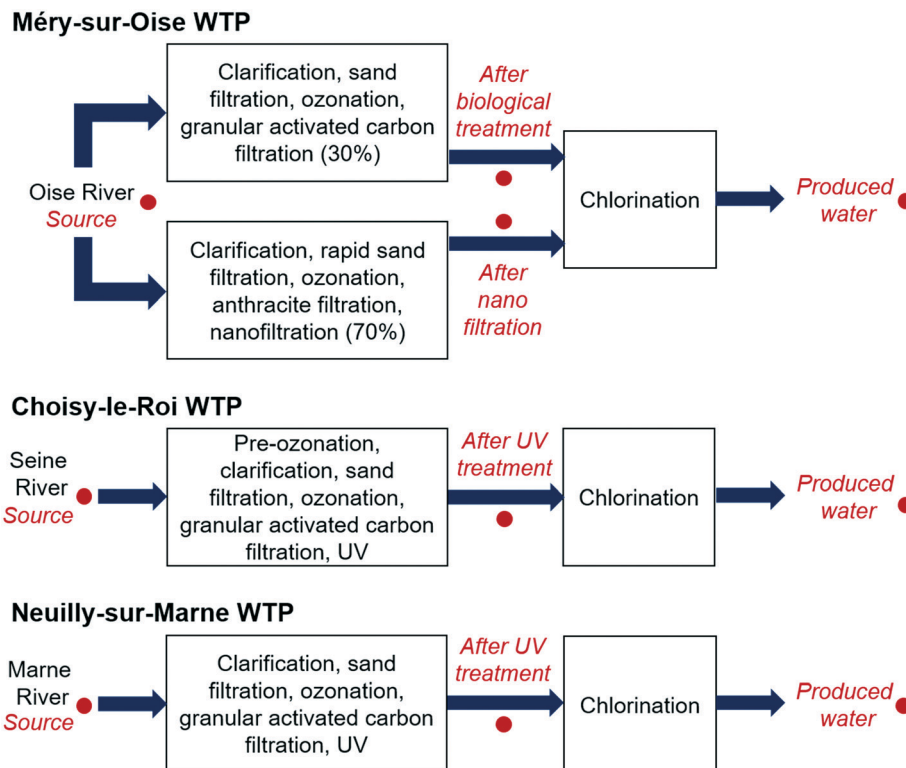 Méry-sur-Oise WTP
Clarification, sand
filtration, ozonation,
granular activated carbon
filtration (30%)
After
biological
treatment
Oise River
Source
Chlorination
Produced
water
Clarification, rapid sand
filtration, ozonation,
anthracite filtration,
nanofiltration (70%)
After
nano
filtration
Choisy-le-Roi WTP
Seine
River
Source
Pre-ozonation,
clarification, sand
filtration, ozonation,
granular activated carbon
filtration, UV
After UV
treatment
Chlorination
Produced
water
Neuilly-sur-Marne WTP
Marne
River
Source
Clarification, sand
filtration, ozonation,
granular activated carbon
filtration, UV
After UV
treatment
Chlorination
Produced
water